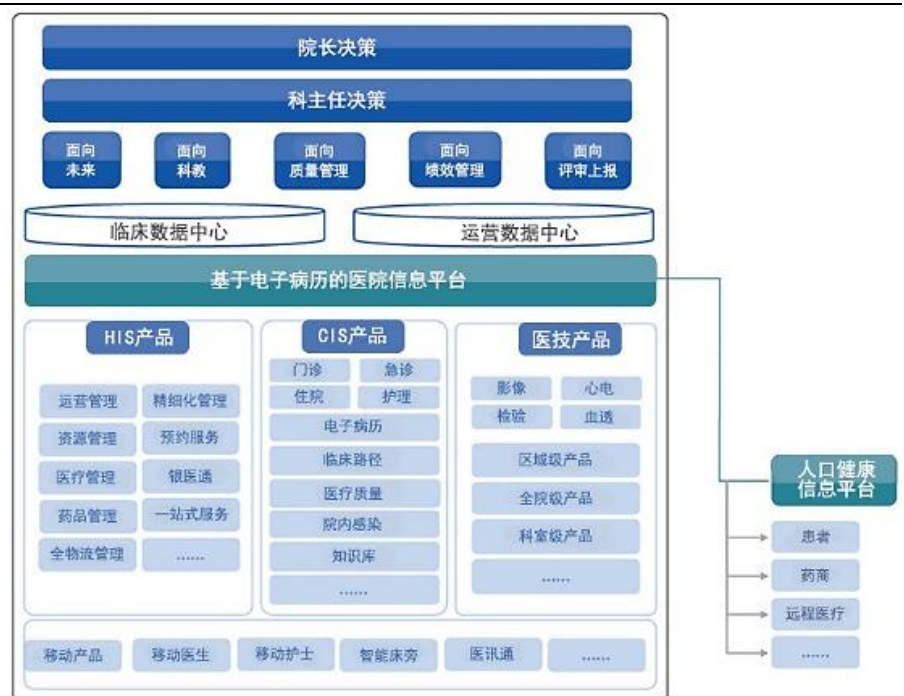 院长决策
科主任决策
面向
未来
面向
科教
面向
质量管理
面向
绩效管理
面向
评审上报
临床数据中心
运营数据中心
基于电子病历的医院信息平台
HIS产品
运营管理
精细化管理
资源管理
预约服务
医疗管理
银医通
药品管理
一站式服务
全物流管理
......
CIS产品
门诊
急诊
住院
护理
电子病历
临床路径
医疗质量
院内感染
知识库
......
医技产品
影像
心电
检验
血透
区域级产品
全院级产品
科室级产品
......
移动产品
移动医生
移动护士
智能床旁
医讯通
......
人口健康
信息平台
患者
药商
远程医疗
......